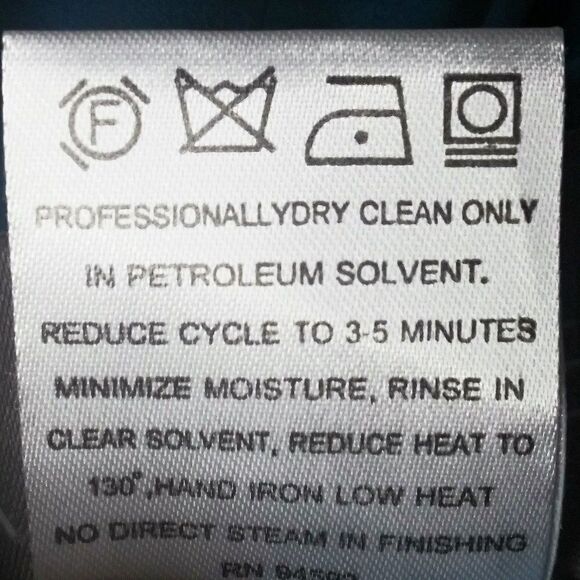 F
PROFESSIONALLYDRY CLEAN ONLY
IN PETROLEUM SOLVENT.
REDUCE CYCLE TO 3-5 MINUTES
MINIMIZE MOISTURE, RINSE IN
CLEAR SOLVENT, REDUCE HEAT TO
130°,HAND IRON LOW HEAT
NO DIRECT STEAM IN FINISHING
RN